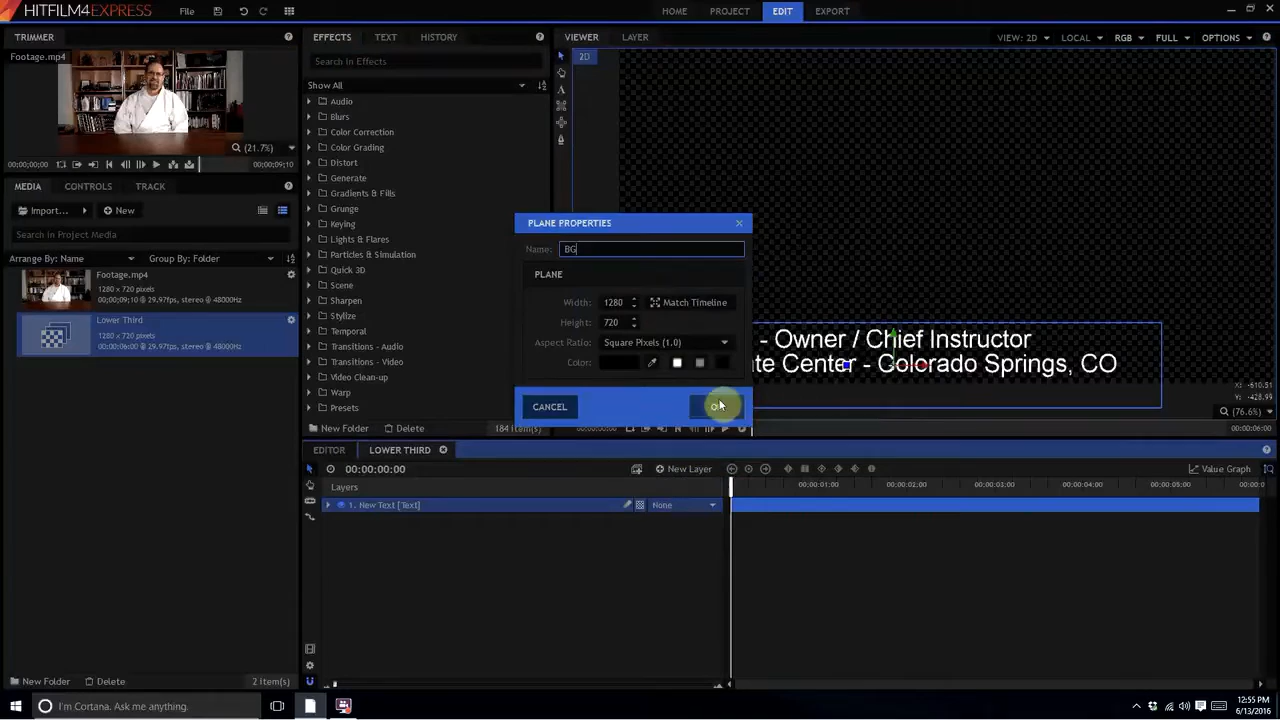 HITFILM4EXPRESS File HOME PROJECT EDIT EXPORT
TRIMMER
Footage.mp4
(21.7%)
00;00;00;00 00;00;09;10
MEDIA CONTROLS TRACK
Import... New
Search in Project Media
Arrange By: Name Group By: Folder
Footage.mp4
1280 x 720 pixels
00;00;09;10 @ 29.97fps, stereo @ 48000Hz
Lower Third
1280 x 720 pixels
00:00:06:00 @ 29.97fps, stereo @ 48000Hz
New Folder Delete 2 Item(s)
EFFECTS TEXT HISTORY
Search in Effects
Show All
Audio
Blurs
Color Correction
Color Grading
Distort
Generate
Gradients & Fills
Grunge
Keying
Lights & Flares
Particles & Simulation
Quick 3D
Scene
Sharpen
Stylize
Temporal
Transitions - Audio
Transitions - Video
Video Clean-up
Warp
Presets
New Folder Delete 184 Item(s)
VIEWER LAYER VIEW: 2D LOCAL RGB FULL OPTIONS
2D
PLANE PROPERTIES
Name: BG
PLANE
Width: 1280 Match Timeline
Height: 720
Aspect Ratio: Square Pixels (1.0)
Color:
CANCEL
- Owner / Chief Instructor
te Center - Colorado Springs, CO
X: -610.51
Y: -428.99
(76.6%)
00:00:00:00 00:00:06:00
EDITOR LOWER THIRD
00:00:00:00 New Layer Value Graph
Layers 00:00:01:00 00:00:02:00 00:00:03:00 00:00:04:00 00:00:05:00 00:00:0
1. New Text [Text] None
I'm Cortana. Ask me anything.
12:55 PM
6/13/2016